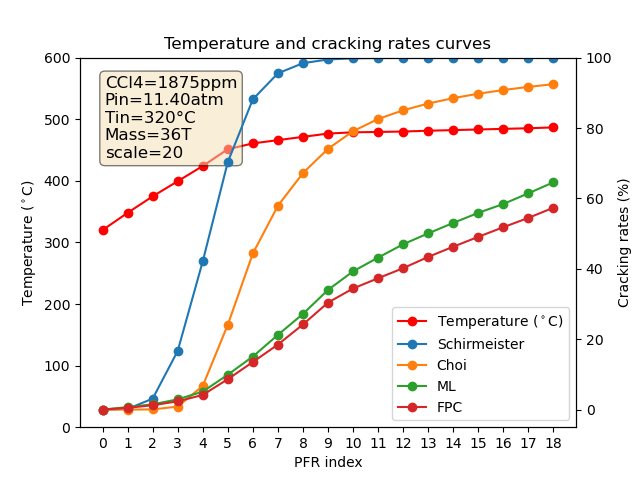 Temperature and cracking rates curves
CCl4=1875ppm
Pin=11.40atm
Tin=320°C
Mass=36T
scale=20
Temperature (°C)
600
500
400
300
200
100
0
100
80
60
40
20
0
Cracking rates (%)
Temperature (°C)
Schirmeister
Choi
ML
FPC
0 1 2 3 4 5 6 7 8 9 10 11 12 13 14 15 16 17 18
PFR index